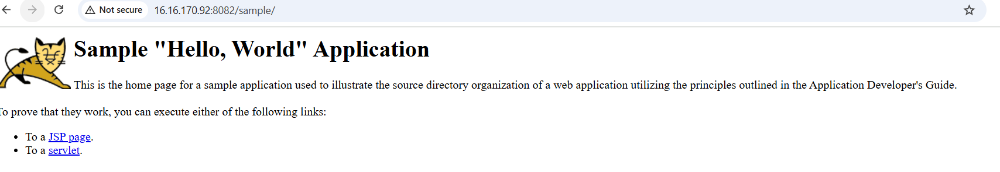 Not secure 16.16.170.92:8082/sample/
Sample "Hello, World" Application
This is the home page for a sample application used to illustrate the source directory organization of a web application utilizing the principles outlined in the Application Developer's Guide.
To prove that they work, you can execute either of the following links:
• To a JSP page.
• To a servlet.